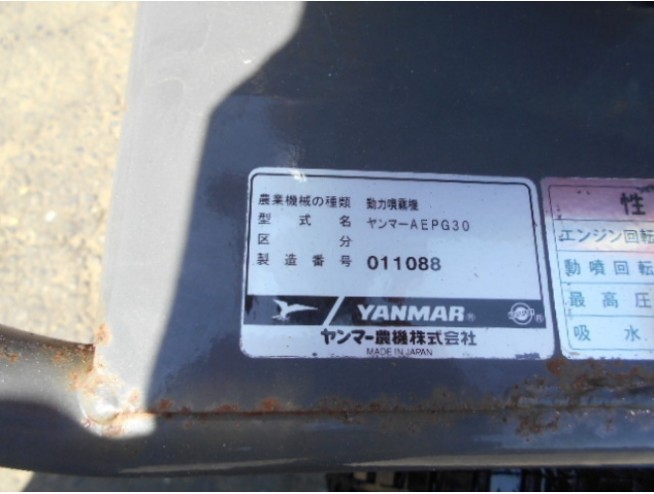 農業機械の種類 動力噴霧機
型式名 ヤンマーAEPG30
区分
製造番号 011088
YANMAR®
ヤンマー農機株式会社
MADE IN JAPAN
性
エンジン回転
動噴回転
最高圧
吸水